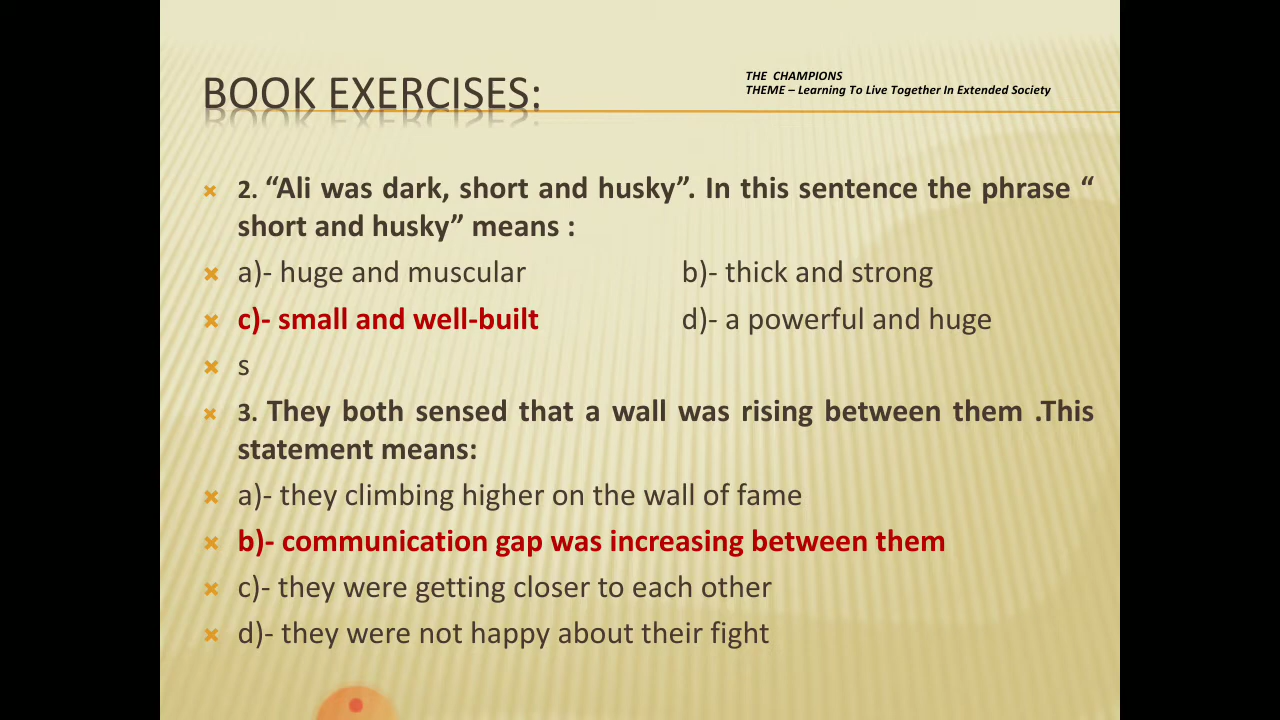 BOOK EXERCISES:
THE CHAMPIONS
THEME – Learning To Live Together In Extended Society
2. “Ali was dark, short and husky”. In this sentence the phrase “
short and husky” means :
a)- huge and muscular b)- thick and strong
c)- small and well-built d)- a powerful and huge
s
3. They both sensed that a wall was rising between them .This
statement means:
a)- they climbing higher on the wall of fame
b)- communication gap was increasing between them
c)- they were getting closer to each other
d)- they were not happy about their fight